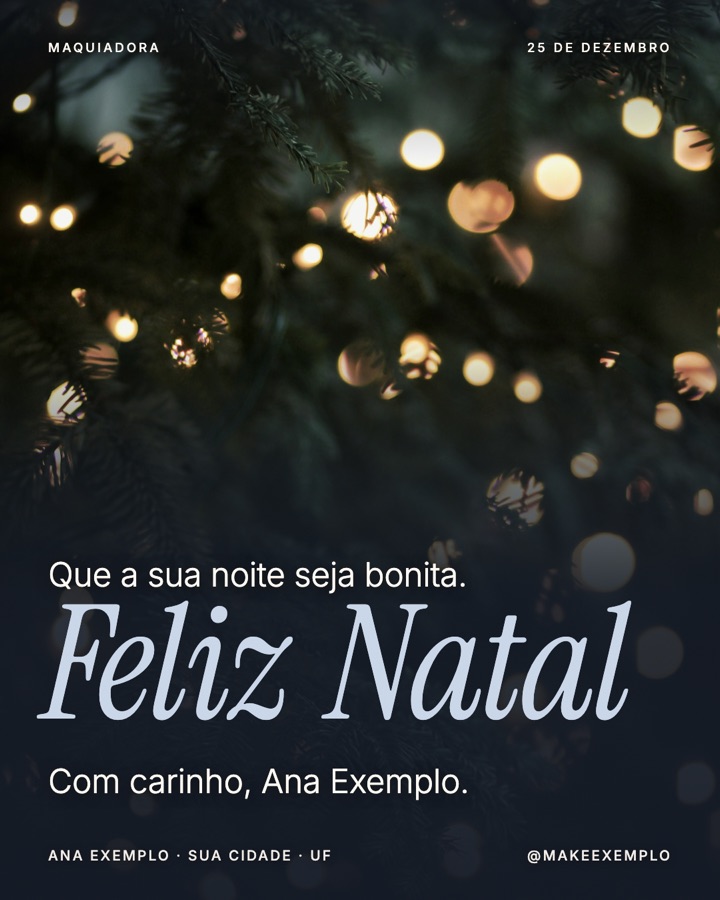 MAQUIADORA
25 DE DEZEMBRO
Que a sua noite seja bonita.
Feliz Natal
Com carinho, Ana Exemplo.
ANA EXEMPLO · SUA CIDADE · UF
@MAKEEXEMPLO